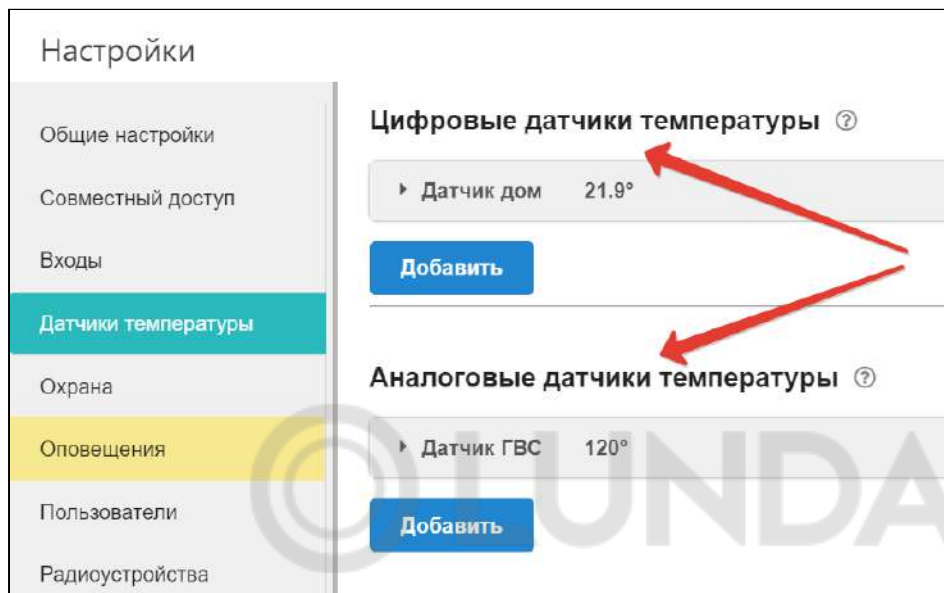 Настройки
Общие настройки
Совместный доступ
Входы
Датчики температуры
Охрана
Оповещения
Пользователи
Радиоустройства
Цифровые датчики температуры ?
Датчик дом 21.9°
Добавить
Аналоговые датчики температуры ?
Датчик ГВС 120°
Добавить
LUNDA